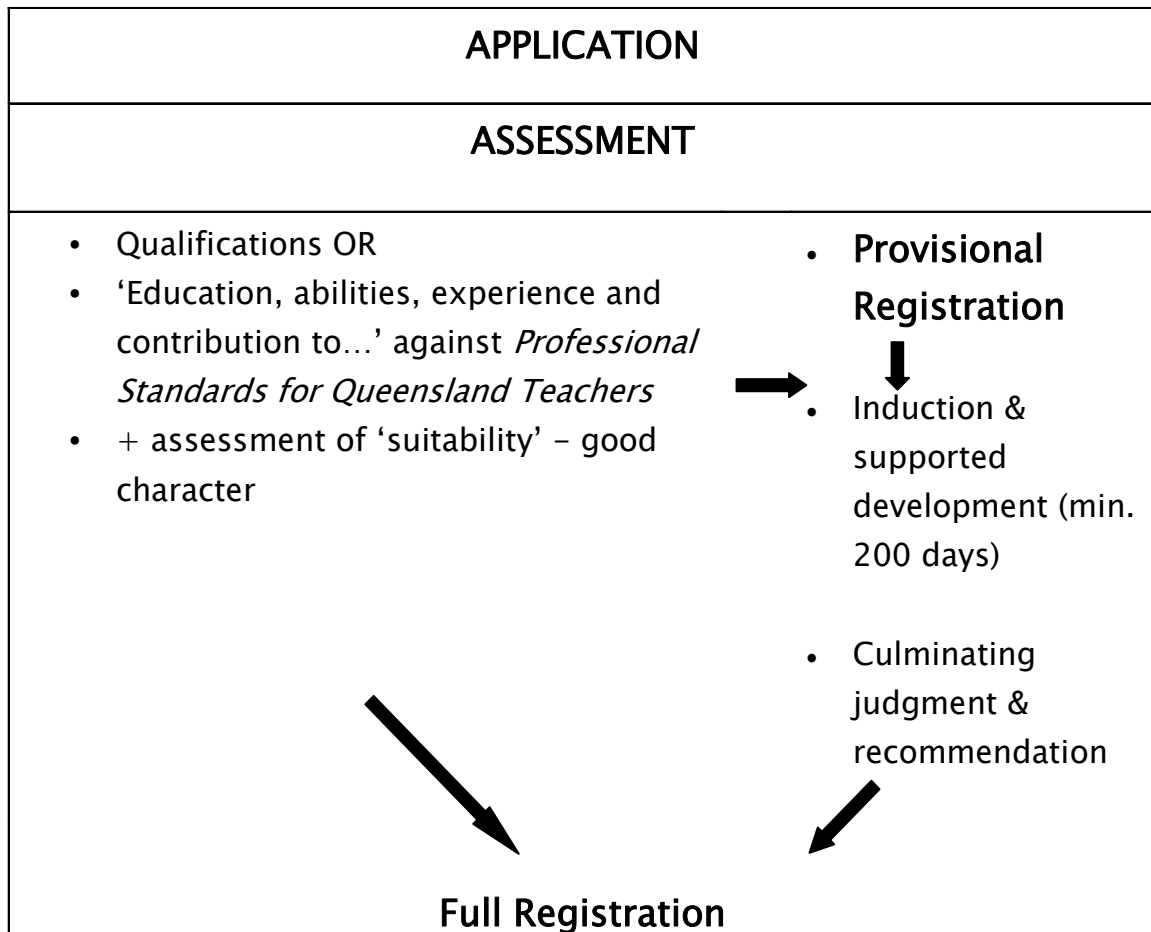 APPLICATION
ASSESSMENT
• Qualifications OR
• ‘Education, abilities, experience and
contribution to…’ against Professional
Standards for Queensland Teachers
• + assessment of ‘suitability’ – good
character
• Provisional
Registration
• Induction &
supported
development (min.
200 days)
• Culminating
judgment &
recommendation
Full Registration